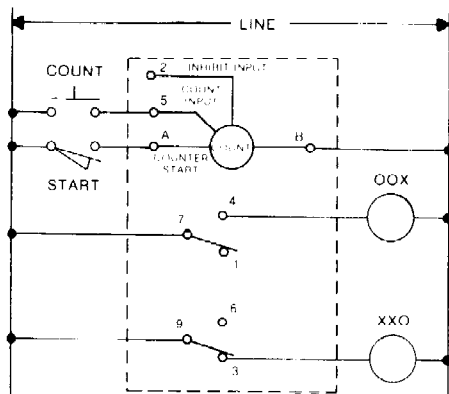 LINE
2
INHIBIT INPUT
COUNT
5
COUNT
INPUT
A
COUNT
B
COUNTER
START
START
OOX
4
7
1
6
XXO
9
3